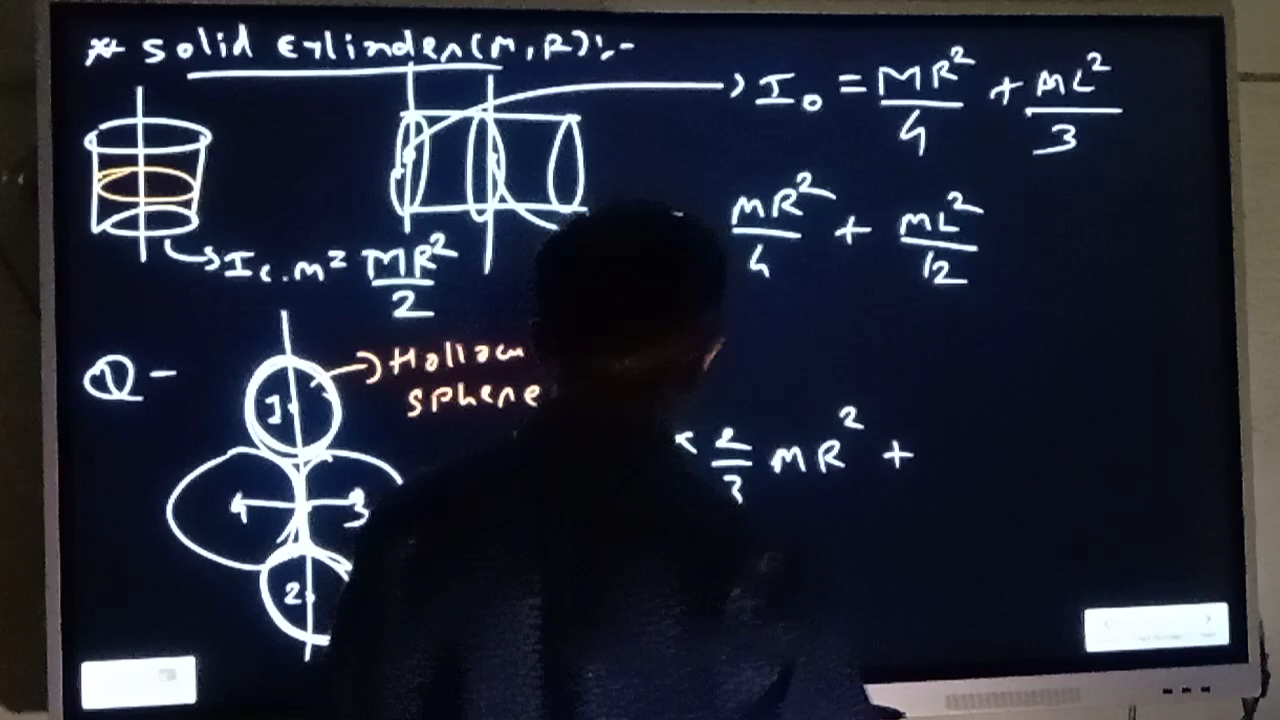 * Solid Cylinder (M, R) :-
I₀ = MR²/4 + ML²/3
MR²/4 + ML²/12
I c.m = MR²/2
Q -
Hollow
Sphere
1
× 2/3 MR² +
4 3
2